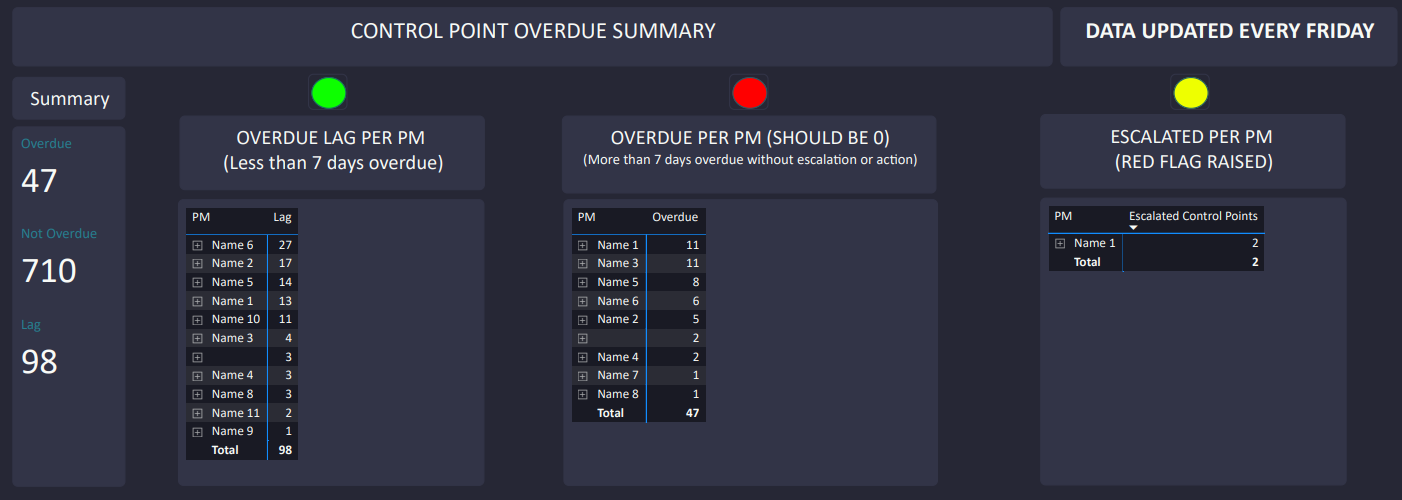 CONTROL POINT OVERDUE SUMMARY
DATA UPDATED EVERY FRIDAY
Summary
Overdue
47
Not Overdue
710
Lag
98
OVERDUE LAG PER PM
(Less than 7 days overdue)
PM Lag
Name 6 27
Name 2 17
Name 5 14
Name 1 13
Name 10 11
Name 3 4
3
Name 4 3
Name 8 3
Name 11 2
Name 9 1
Total 98
OVERDUE PER PM (SHOULD BE 0)
(More than 7 days overdue without escalation or action)
PM Overdue
Name 1 11
Name 3 11
Name 5 8
Name 6 6
Name 2 5
2
Name 4 2
Name 7 1
Name 8 1
Total 47
ESCALATED PER PM
(RED FLAG RAISED)
PM Escalated Control Points
Name 1 2
Total 2